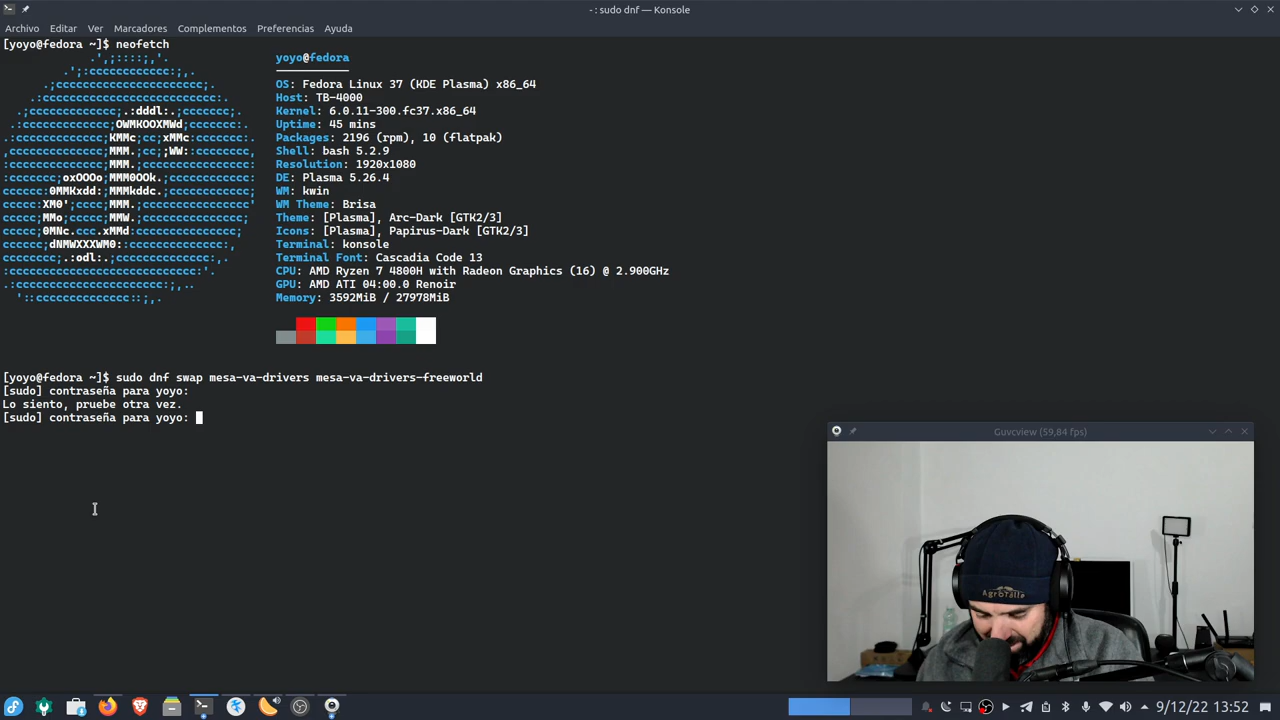 - : sudo dnf — Konsole
Archivo Editar Ver Marcadores Complementos Preferencias Ayuda
[yoyo@fedora ~]$ neofetch
yoyo@fedora
OS: Fedora Linux 37 (KDE Plasma) x86_64
Host: TB-4000
Kernel: 6.0.11-300.fc37.x86_64
Uptime: 45 mins
Packages: 2196 (rpm), 10 (flatpak)
Shell: bash 5.2.9
Resolution: 1920x1080
DE: Plasma 5.26.4
WM: kwin
WM Theme: Brisa
Theme: [Plasma], Arc-Dark [GTK2/3]
Icons: [Plasma], Papirus-Dark [GTK2/3]
Terminal: konsole
Terminal Font: Cascadia Code 13
CPU: AMD Ryzen 7 4800H with Radeon Graphics (16) @ 2.900GHz
GPU: AMD ATI 04:00.0 Renoir
Memory: 3592MiB / 27978MiB
[yoyo@fedora ~]$ sudo dnf swap mesa-va-drivers mesa-va-drivers-freeworld
[sudo] contraseña para yoyo:
Lo siento, pruebe otra vez.
[sudo] contraseña para yoyo:
Guvcview (59,84 fps)
AgroTalle
9/12/22 13:52